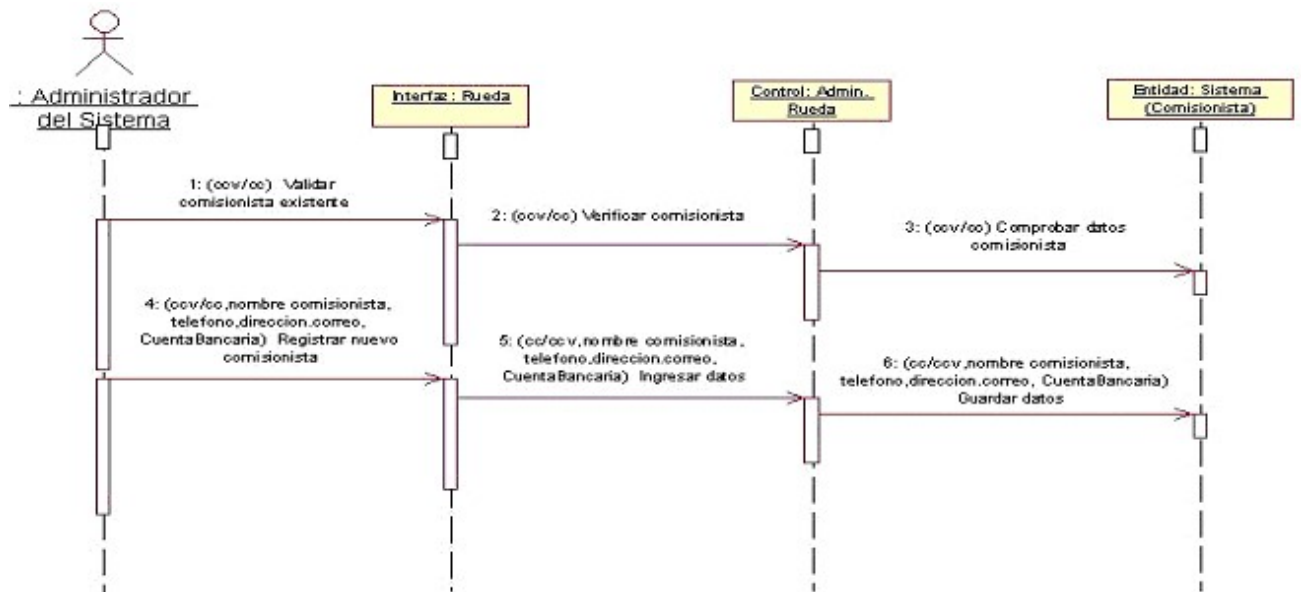 : Administrador
del Sistema
Interfaz: Rueda
Control: Admin.
Rueda
Entidad: Sistema
(Comisionista)
1: (ccv/cc) Validar
comisionista existente
2: (ccv/cc) Verificar comisionista
3: (ccv/cc) Comprobar datos
comisionista
4: (ccv/cc,nombre comisionista,
telefono,direccion.correo,
CuentaBancaria) Registrar nuevo
comisionista
5: (cc/ccv,nombre comisionista,
telefono,direccion.correo,
CuentaBancaria) Ingresar datos
6: (cc/ccv,nombre comisionista,
telefono,direccion.correo, CuentaBancaria)
Guardar datos